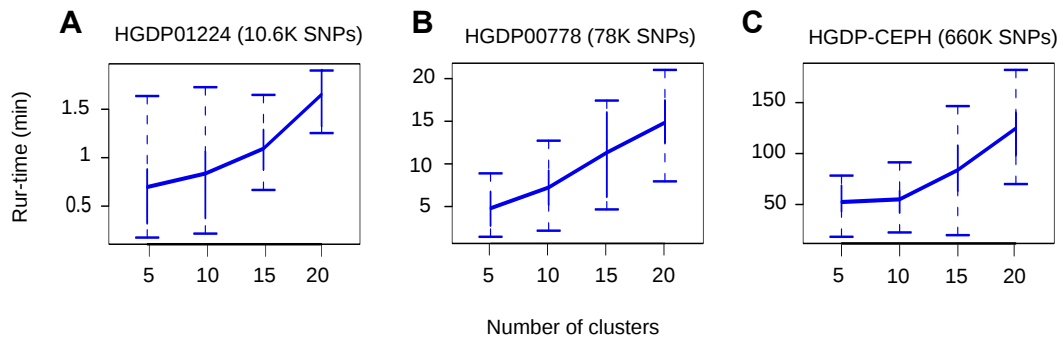 A
HGDP01224 (10.6K SNPs)
B
HGDP00778 (78K SNPs)
C
HGDP-CEPH (660K SNPs)
Rur-time (min)
1.5
1
0.5
5 10 15 20
20
15
10
5
5 10 15 20
150
100
50
5 10 15 20
Number of clusters